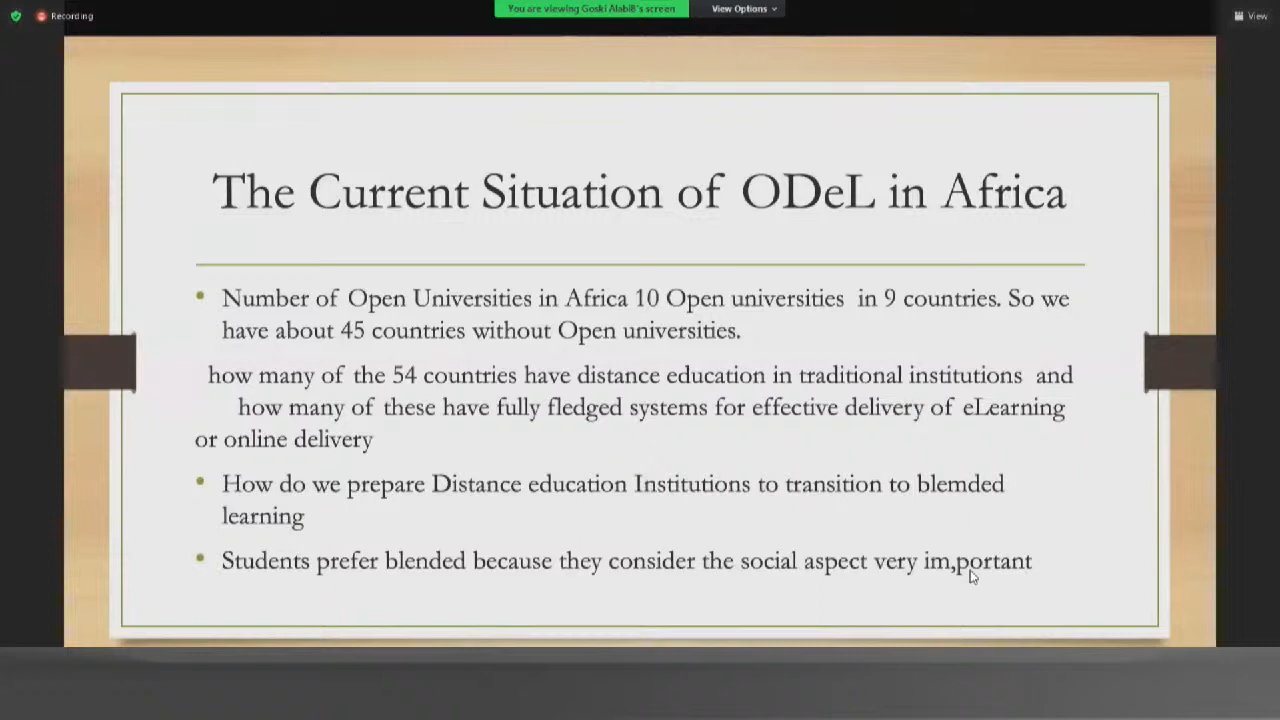 Recording
You are viewing Goski AlabiB's screen
View Options
View
The Current Situation of ODeL in Africa
• Number of Open Universities in Africa 10 Open universities in 9 countries. So we
have about 45 countries without Open universities.
how many of the 54 countries have distance education in traditional institutions and
how many of these have fully fledged systems for effective delivery of eLearning
or online delivery
• How do we prepare Distance education Institutions to transition to blemded
learning
• Students prefer blended because they consider the social aspect very im,portant